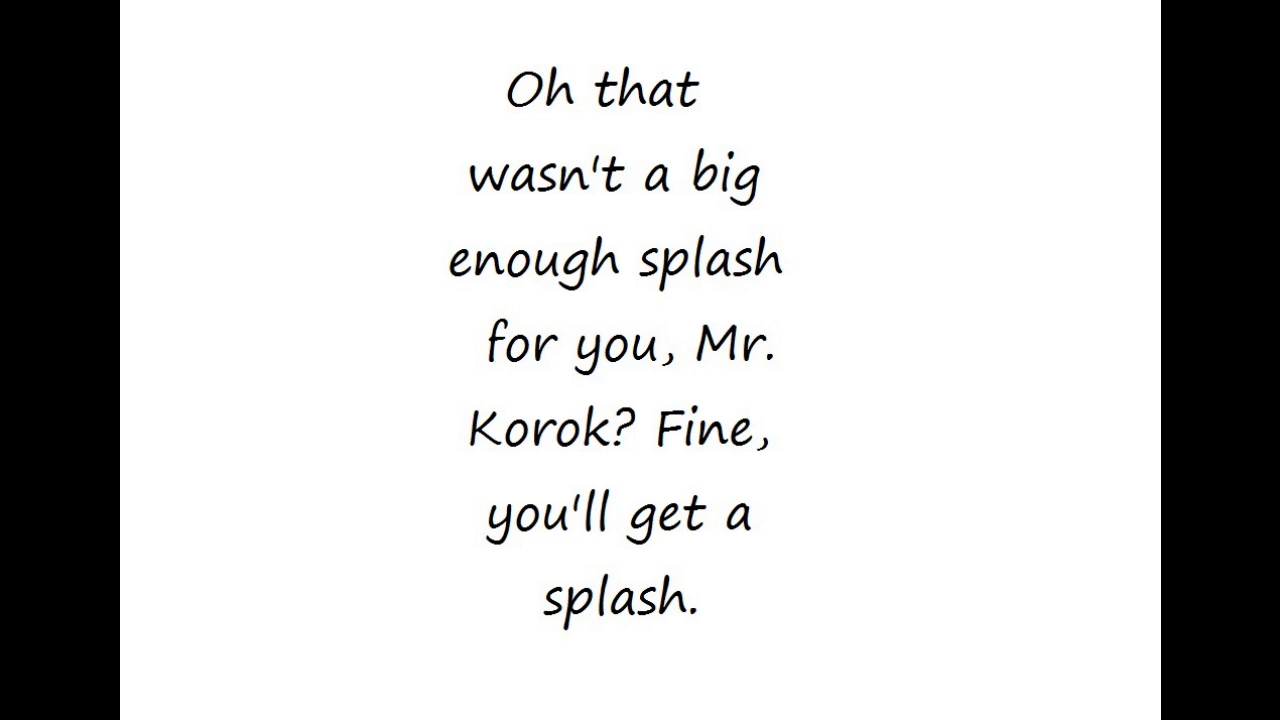 Oh that
wasn't a big
enough splash
for you, Mr.
Korok? Fine,
you'll get a
splash.